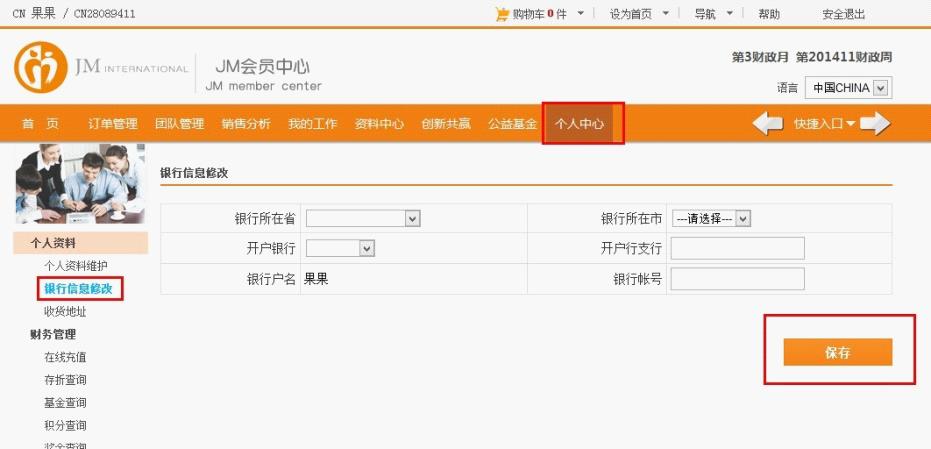 CN 果果 / CN28089411 购物车 0 件 设为首页 导航 帮助 安全退出
JM INTERNATIONAL JM会员中心
JM member center
第3财政月 第201411财政周
语言 中国CHINA
首 页 订单管理 团队管理 销售分析 我的工作 资料中心 创新共赢 公益基金 个人中心 快捷入口
银行信息修改
银行所在省 银行所在市 ---请选择---
开户银行 开户行支行
银行户名 果果 银行帐号
保存
个人资料
个人资料维护
银行信息修改
收货地址
财务管理
在线充值
存折查询
基金查询
积分查询
奖金查询